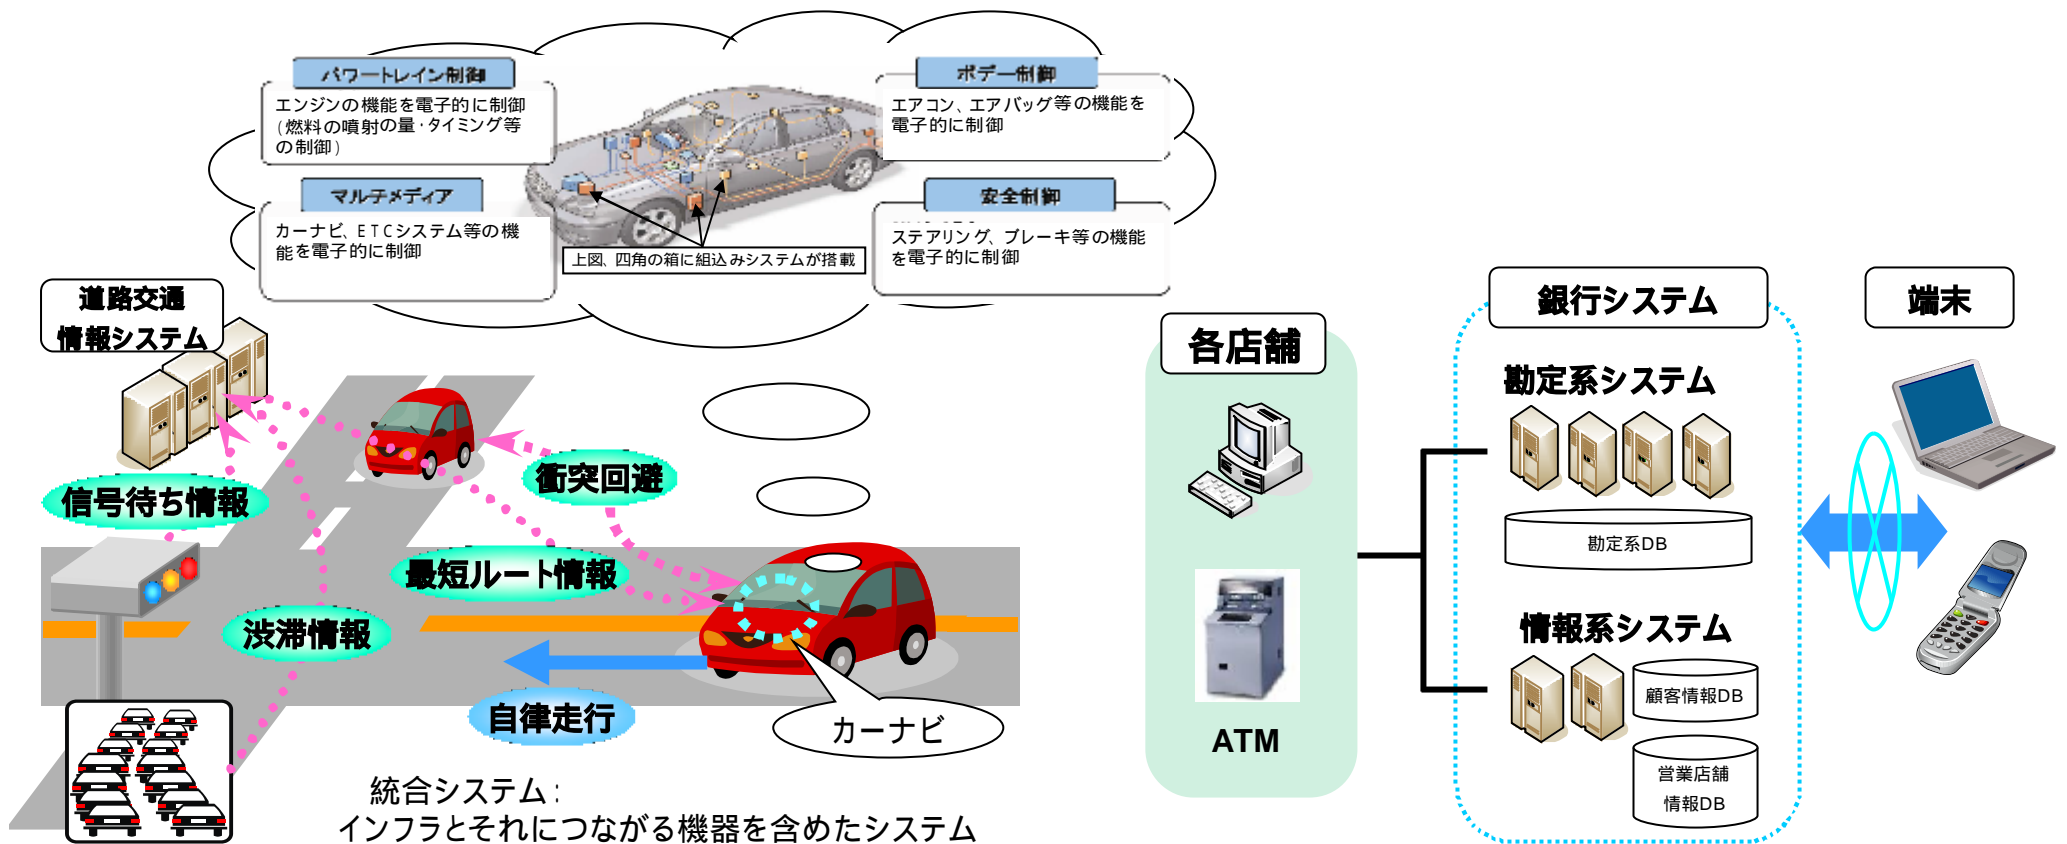 パワートレイン制御
エンジンの機能を電子的に制御
(燃料の噴射の量・タイミング等
の制御)
ボデー制御
エアコン、エアバッグ等の機能を
電子的に制御
マルチメディア
カーナビ、ETCシステム等の機
能を電子的に制御
安全制御
ステアリング、ブレーキ等の機能
を電子的に制御
上図、四角の箱に組込みシステムが搭載
道路交通
情報システム
信号待ち情報
衝突回避
最短ルート情報
渋滞情報
自律走行
カーナビ
統合システム:
インフラとそれにつながる機器を含めたシステム
各店舗
ATM
銀行システム
勘定系システム
勘定系DB
情報系システム
顧客情報DB
営業店舗
情報DB
端末